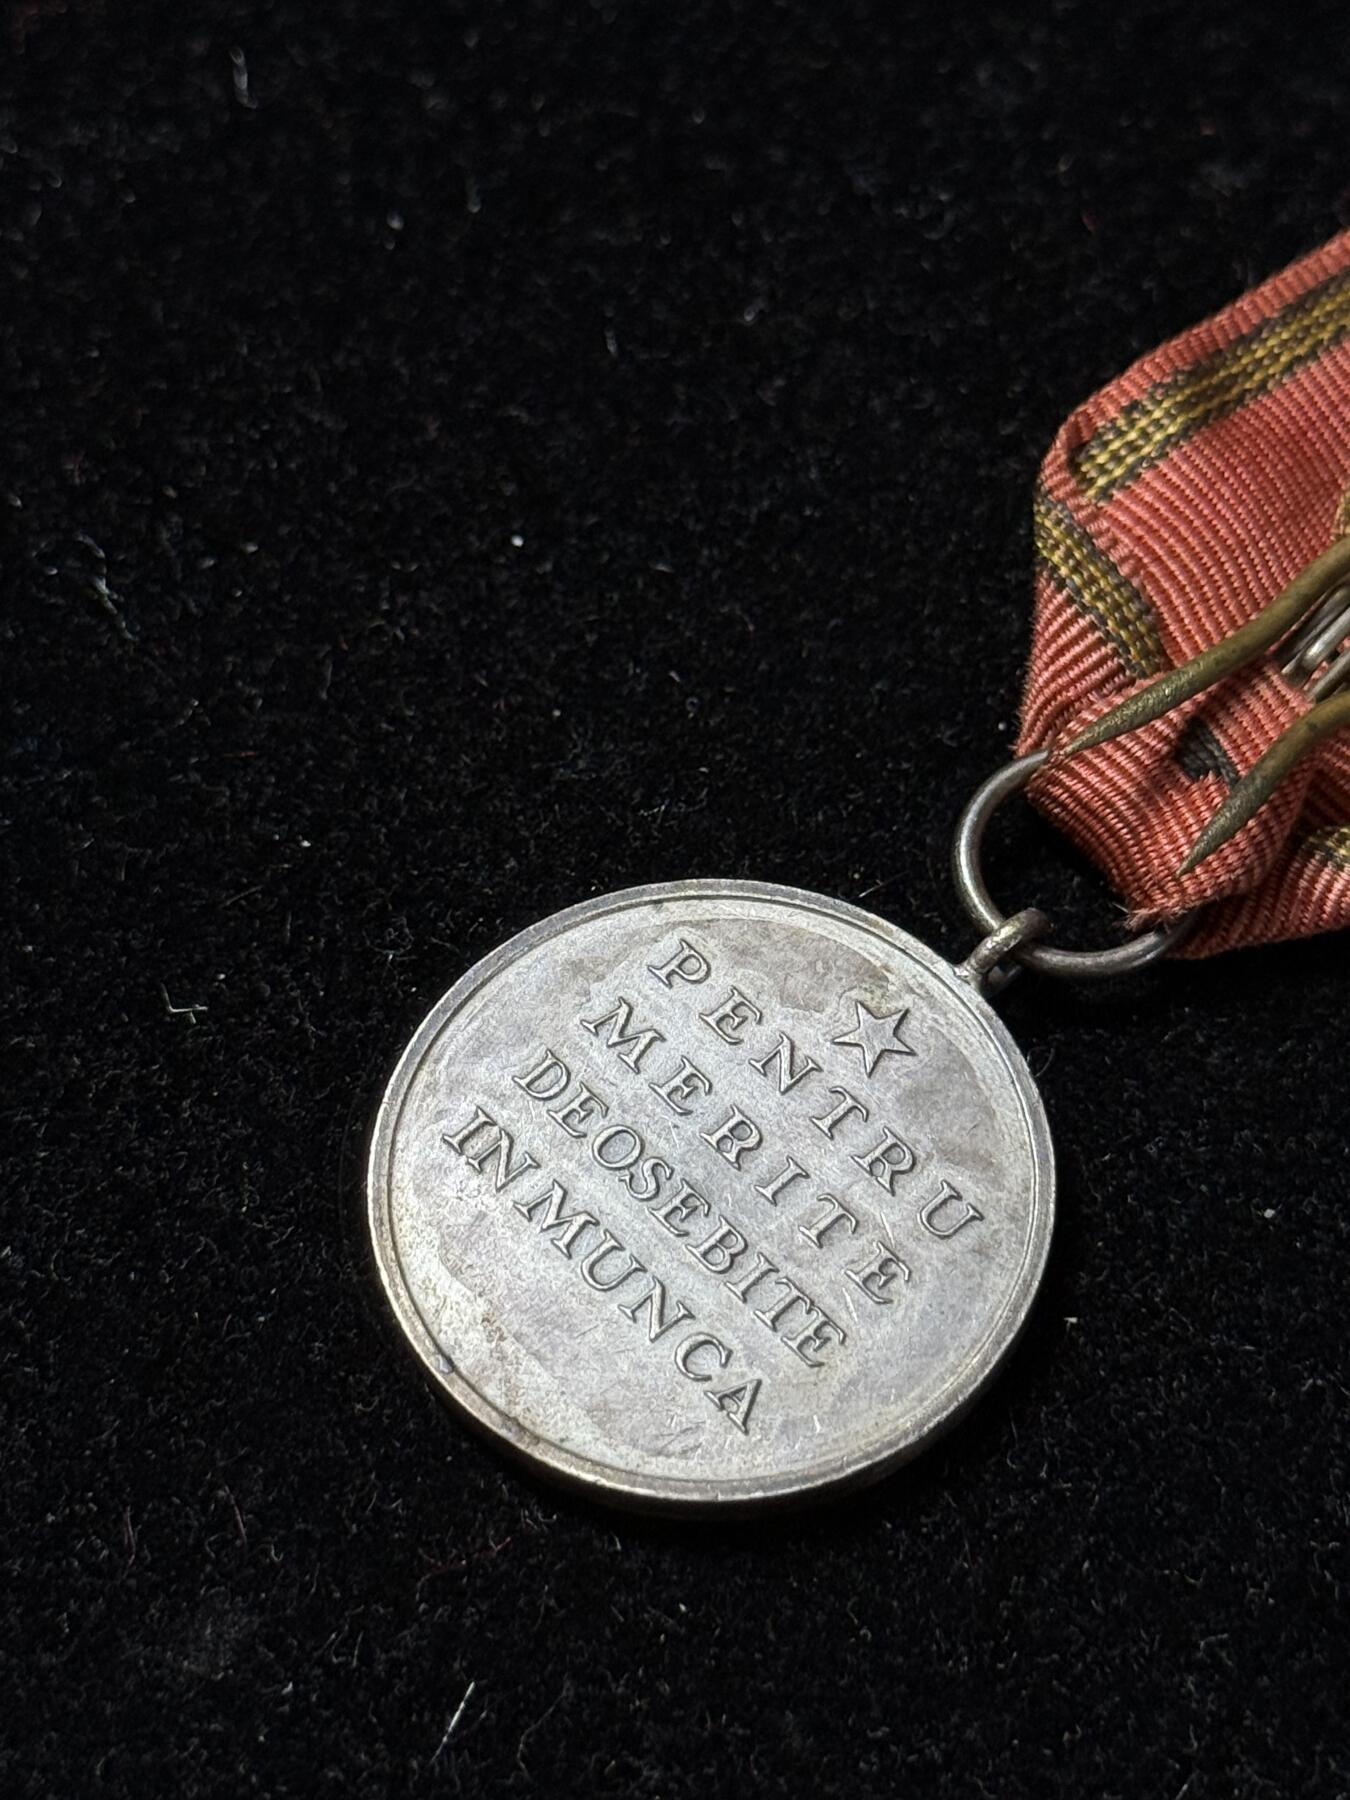 PENTRU
MERITE
DEOSEBITE
IN MUNCA